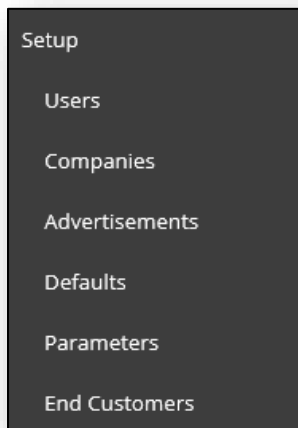 Setup
Users
Companies
Advertisements
Defaults
Parameters
End Customers